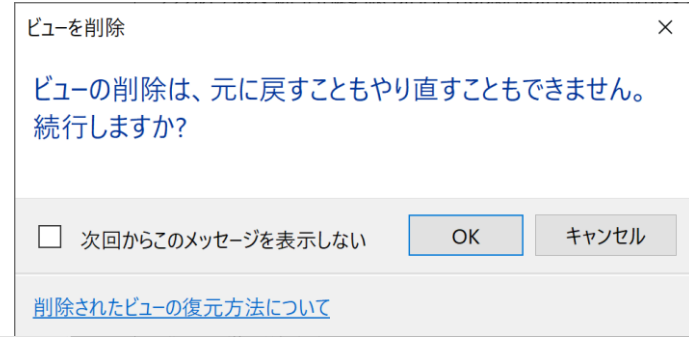 ビューを削除
ビューの削除は、元に戻すこともやり直すこともできません。
続行しますか?
次回からこのメッセージを表示しない
OK
キャンセル
削除されたビューの復元方法について